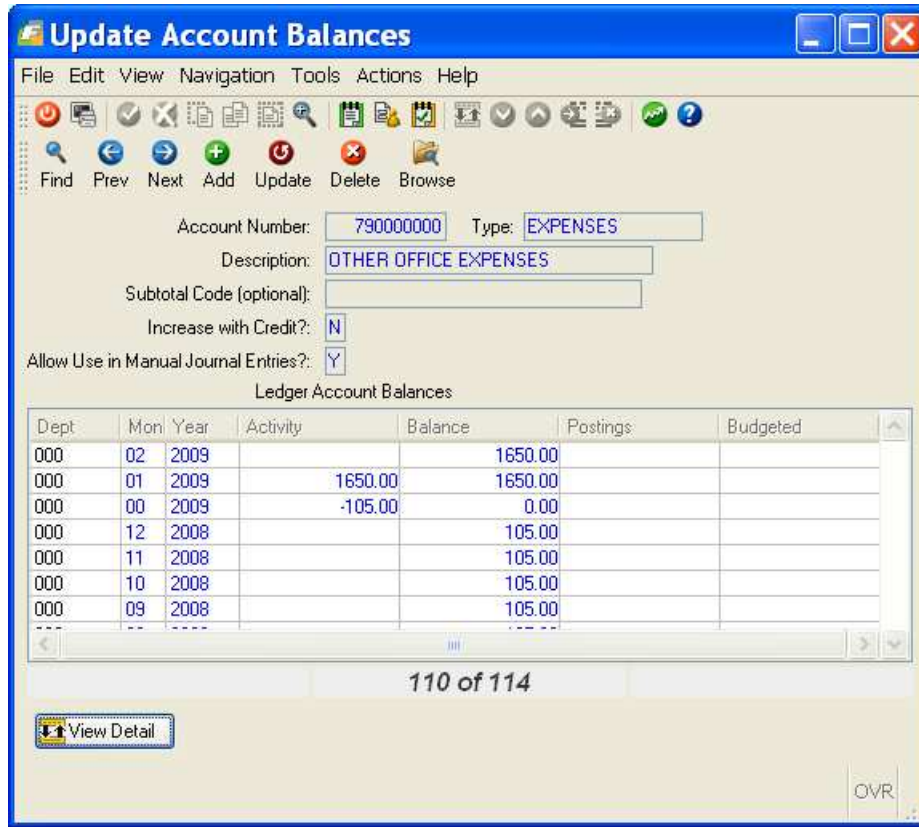 Update Account Balances
File Edit View Navigation Tools Actions Help
Find Prev Next Add Update Delete Browse
Account Number: 790000000 Type: EXPENSES
Description: OTHER OFFICE EXPENSES
Subtotal Code (optional):
Increase with Credit?: N
Allow Use in Manual Journal Entries?: Y
Ledger Account Balances
Dept Mon Year Activity Balance Postings Budgeted
000 02 2009 1650.00
000 01 2009 1650.00 1650.00
000 00 2009 -105.00 0.00
000 12 2008 105.00
000 11 2008 105.00
000 10 2008 105.00
000 09 2008 105.00
110 of 114
View Detail
OVR